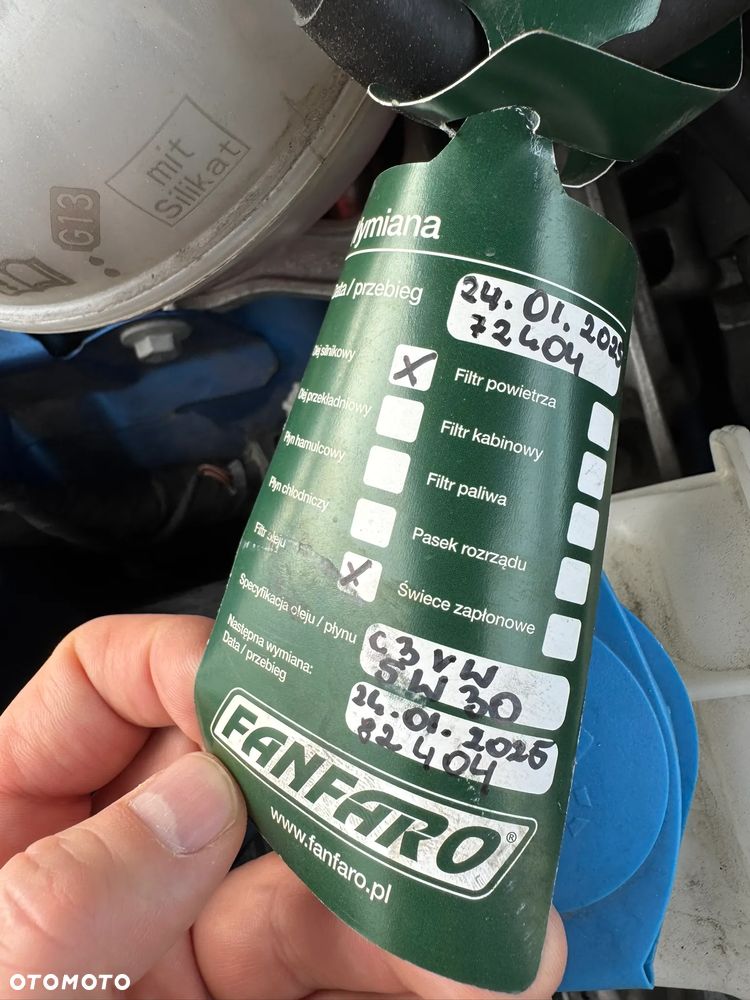 mit
Silikat
G13
Wymiana
Data / przebieg
24.01.2025
72404
Olej silnikowy X
Filtr powietrza
Olej przekładniowy
Filtr kabinowy
Płyn hamulcowy
Filtr paliwa
Płyn chłodniczy
Pasek rozrządu
Filtr oleju X
Świece zapłonowe
Specyfikacja oleju / płynu
C3 VW
5W30
Następna wymiana:
Data / przebieg
24.01.2026
82404
FANFARO®
www.fanfaro.pl
OTOMOTO